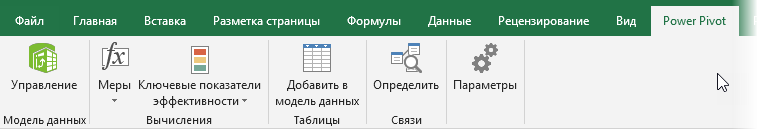 Файл Главная Вставка Разметка страницы Формулы Данные Рецензирование Вид Power Pivot
fx
Управление Меры Ключевые показатели эффективности Добавить в модель данных Определить Параметры
Модель данных Вычисления Таблицы Связи